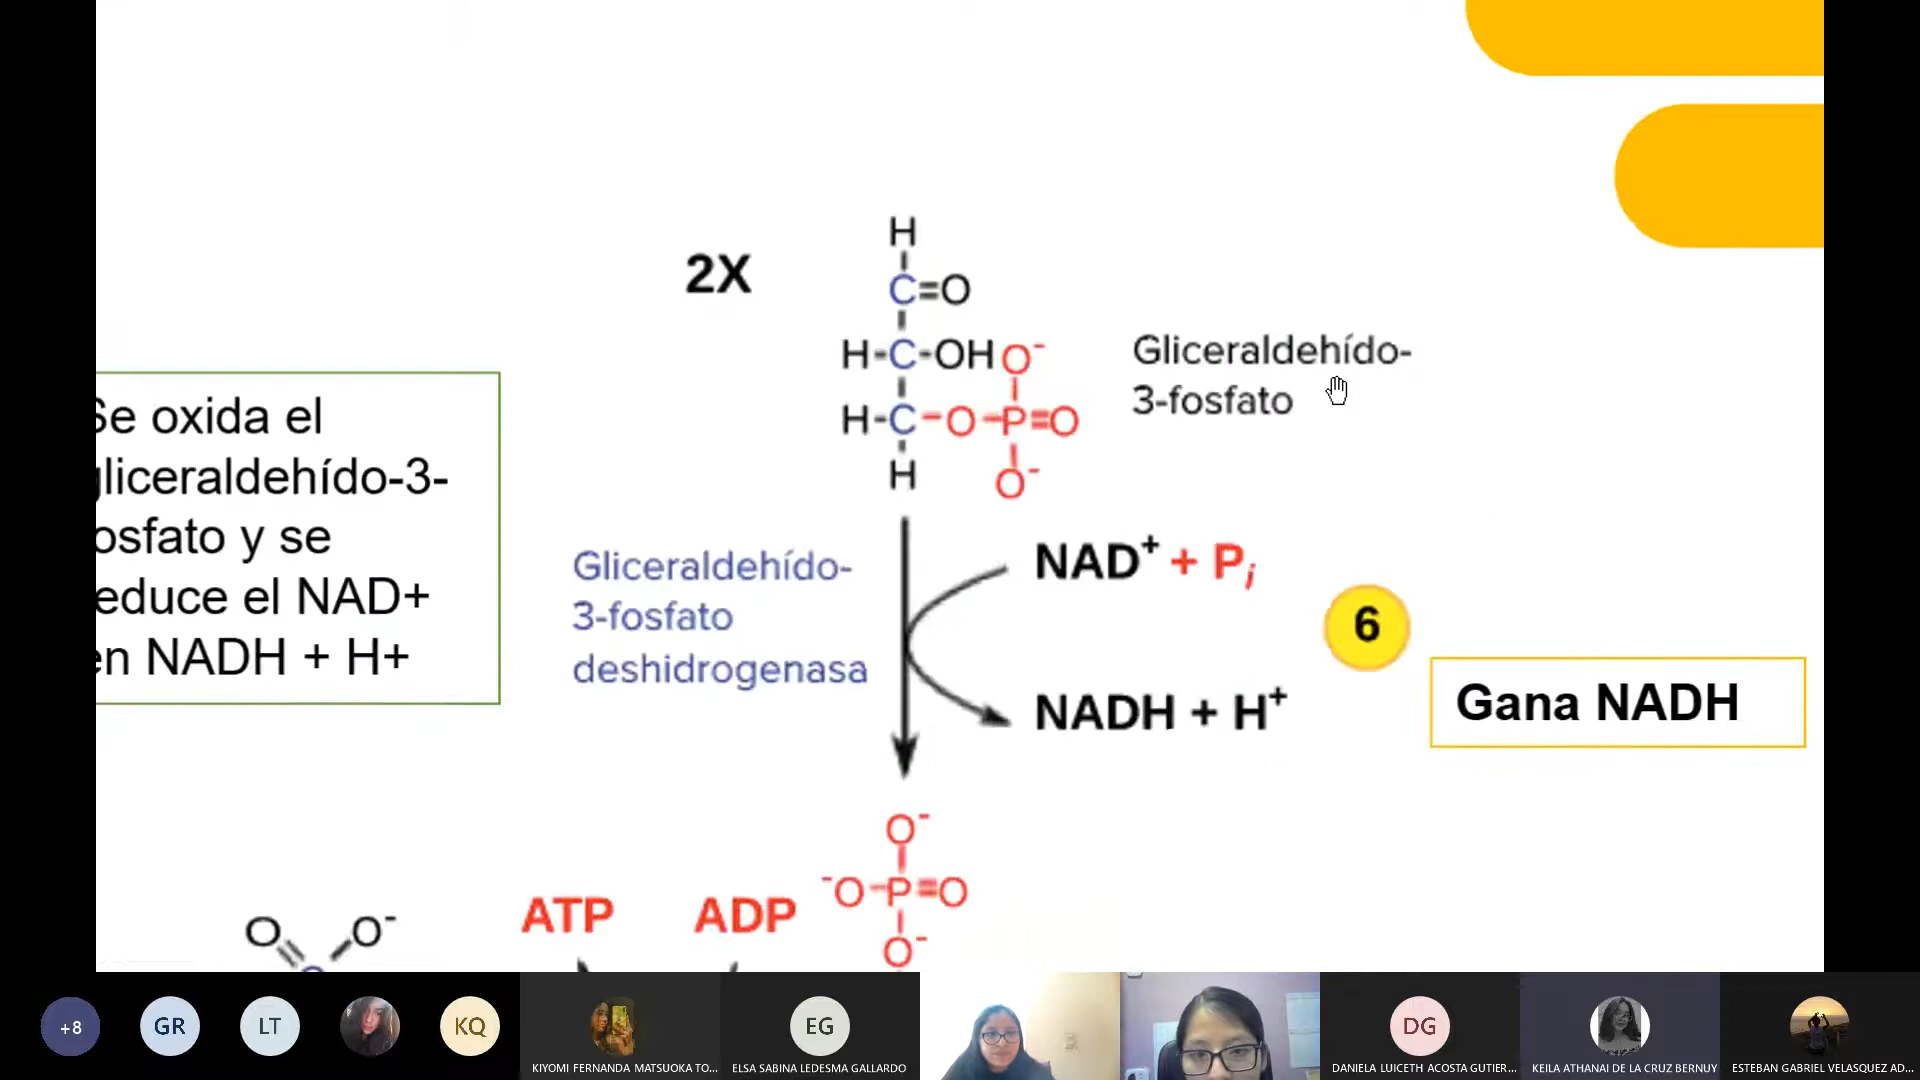 H
2X
C=O
H-C-OH O⁻
Gliceraldehído-
3-fosfato
H-C-O-P=O
H O⁻
Se oxida el
gliceraldehído-3-
fosfato y se
reduce el NAD+
en NADH + H+
Gliceraldehído-
3-fosfato
deshidrogenasa
NAD⁺ + Pi
6
NADH + H⁺
Gana NADH
O⁻
⁻O-P=O
O⁻
ATP
ADP
O O⁻
+8
GR
LT
KQ
KIYOMI FERNANDA MATSUOKA TO...
EG
ELSA SABINA LEDESMA GALLARDO
DG
DANIELA LUICETH ACOSTA GUTIER...
KEILA ATHANAI DE LA CRUZ BERNUY
ESTEBAN GABRIEL VELASQUEZ AD...